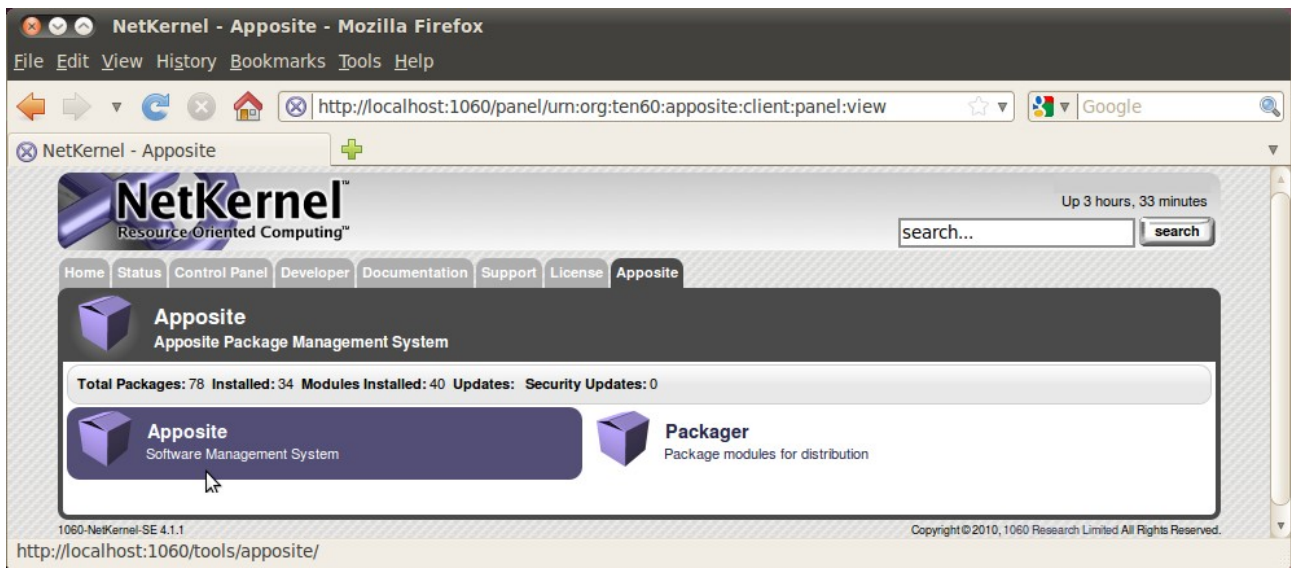 NetKernel - Apposite - Mozilla Firefox
File Edit View History Bookmarks Tools Help
http://localhost:1060/panel/urn:org:ten60:apposite:client:panel:view
Google
NetKernel - Apposite
NetKernel™
Resource Oriented Computing™
Up 3 hours, 33 minutes
search... search
Home Status Control Panel Developer Documentation Support License Apposite
Apposite
Apposite Package Management System
Total Packages: 78 Installed: 34 Modules Installed: 40 Updates: Security Updates: 0
Apposite
Software Management System
Packager
Package modules for distribution
1060-NetKernel-SE 4.1.1
Copyright © 2010, 1060 Research Limited All Rights Reserved.
http://localhost:1060/tools/apposite/